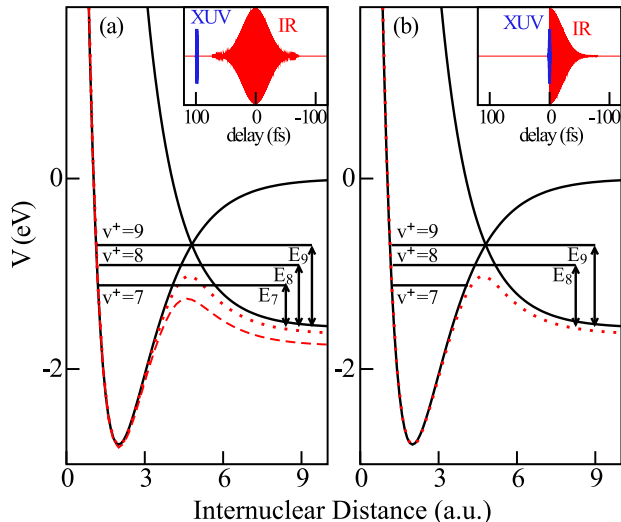 (a)
XUV
IR
100 0 -100
delay (fs)
(b)
XUV
IR
100 0 -100
delay (fs)
V (eV)
0
-2
v⁺=9
v⁺=8
v⁺=7
E₉
E₈
E₇
v⁺=9
v⁺=8
v⁺=7
E₉
E₈
0 3 6 9
0 3 6 9
Internuclear Distance (a.u.)